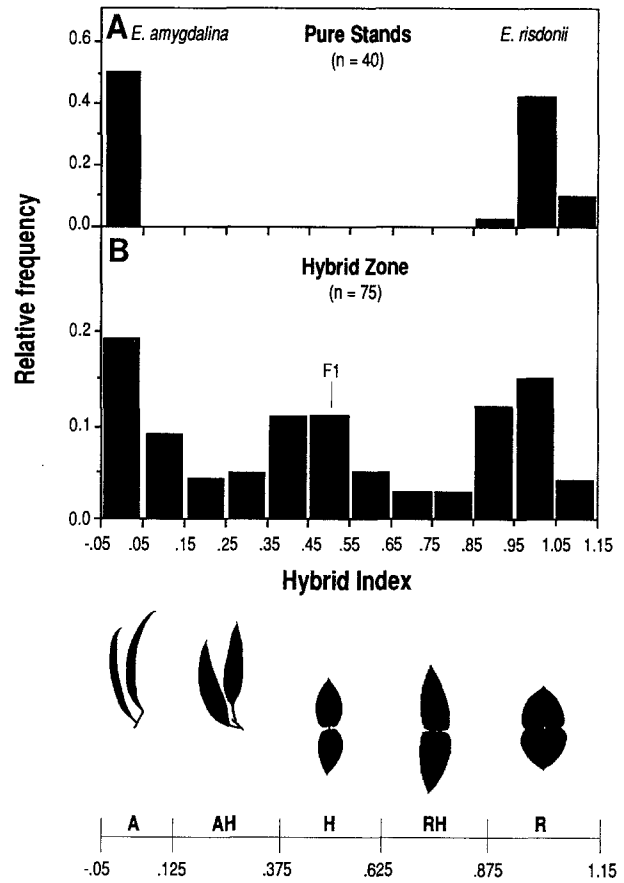 A E. amygdalina Pure Stands E. risdonii
(n = 40)
0.6
0.4
0.2
0.0
Relative frequency
B
Hybrid Zone
(n = 75)
F1
0.2
0.1
0.0
-.05 .05 .15 .25 .35 .45 .55 .65 .75 .85 .95 1.05 1.15
Hybrid Index
A AH H RH R
-.05 .125 .375 .625 .875 1.15